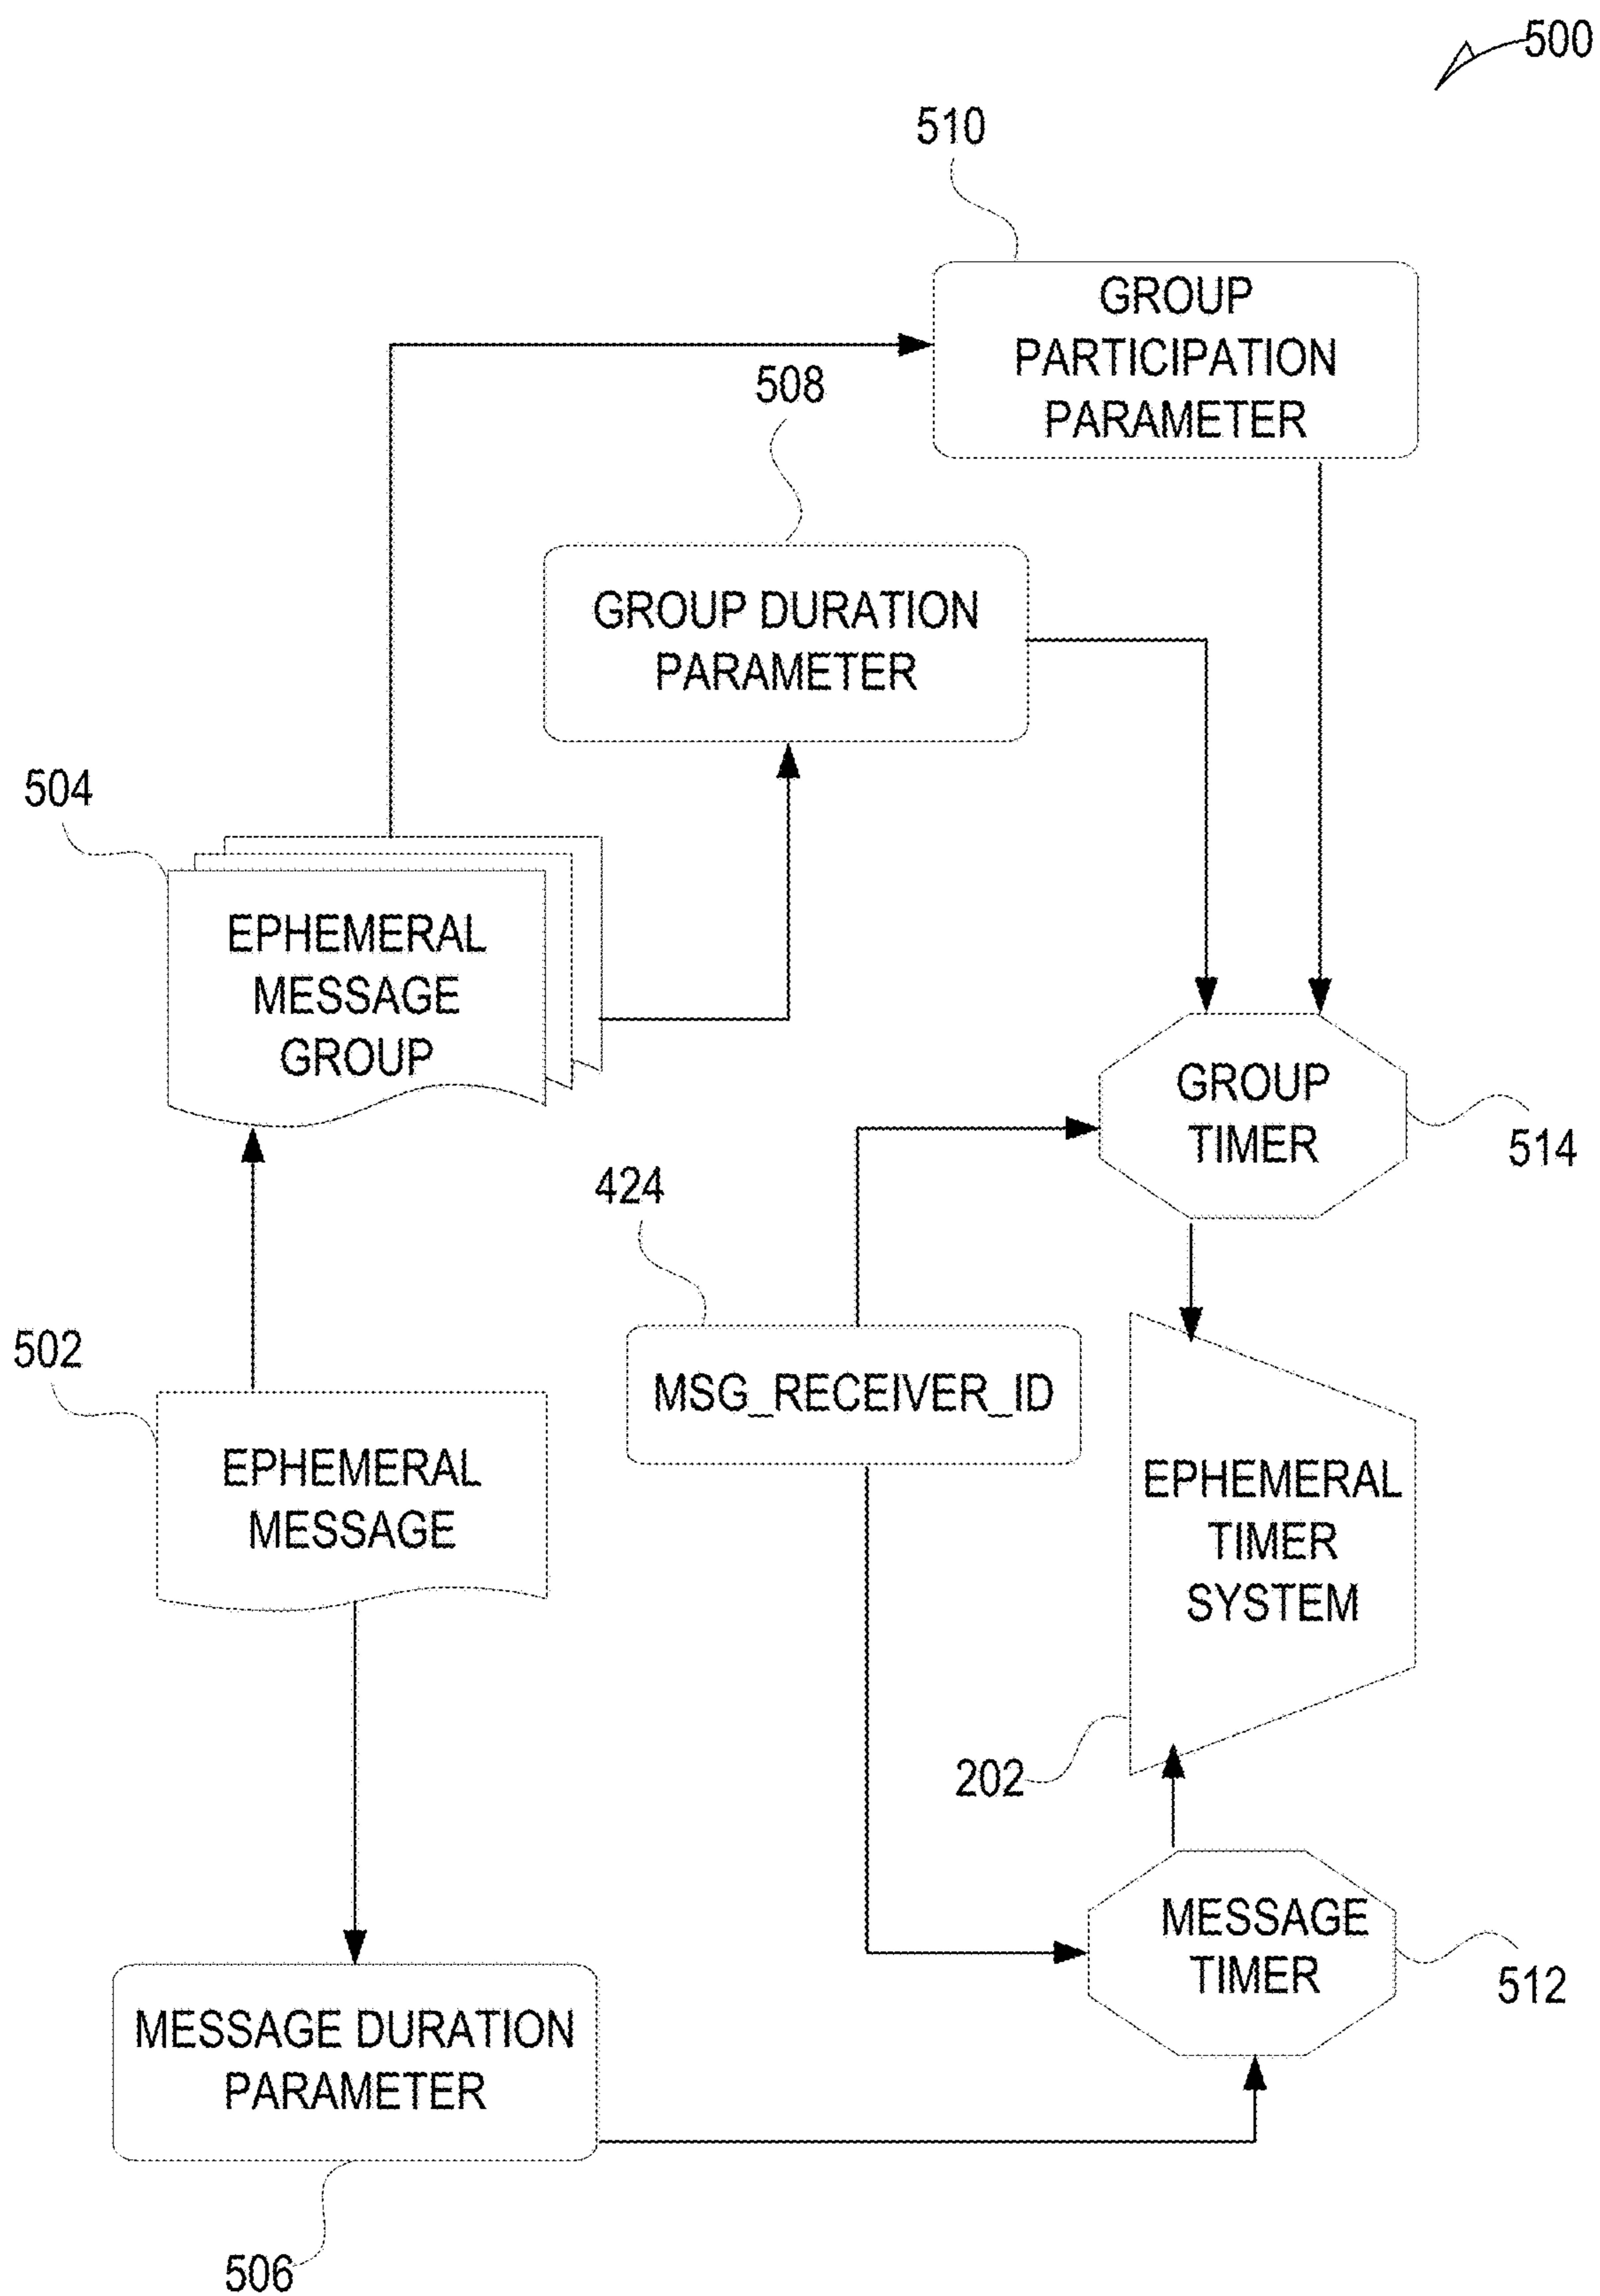 500
510
GROUP
PARTICIPATION
PARAMETER
508
GROUP DURATION
PARAMETER
504
EPHEMERAL
MESSAGE
GROUP
GROUP
TIMER
514
424
MSG_RECEIVER_ID
502
EPHEMERAL
MESSAGE
EPHEMERAL
TIMER
SYSTEM
202
MESSAGE
TIMER
512
MESSAGE DURATION
PARAMETER
506